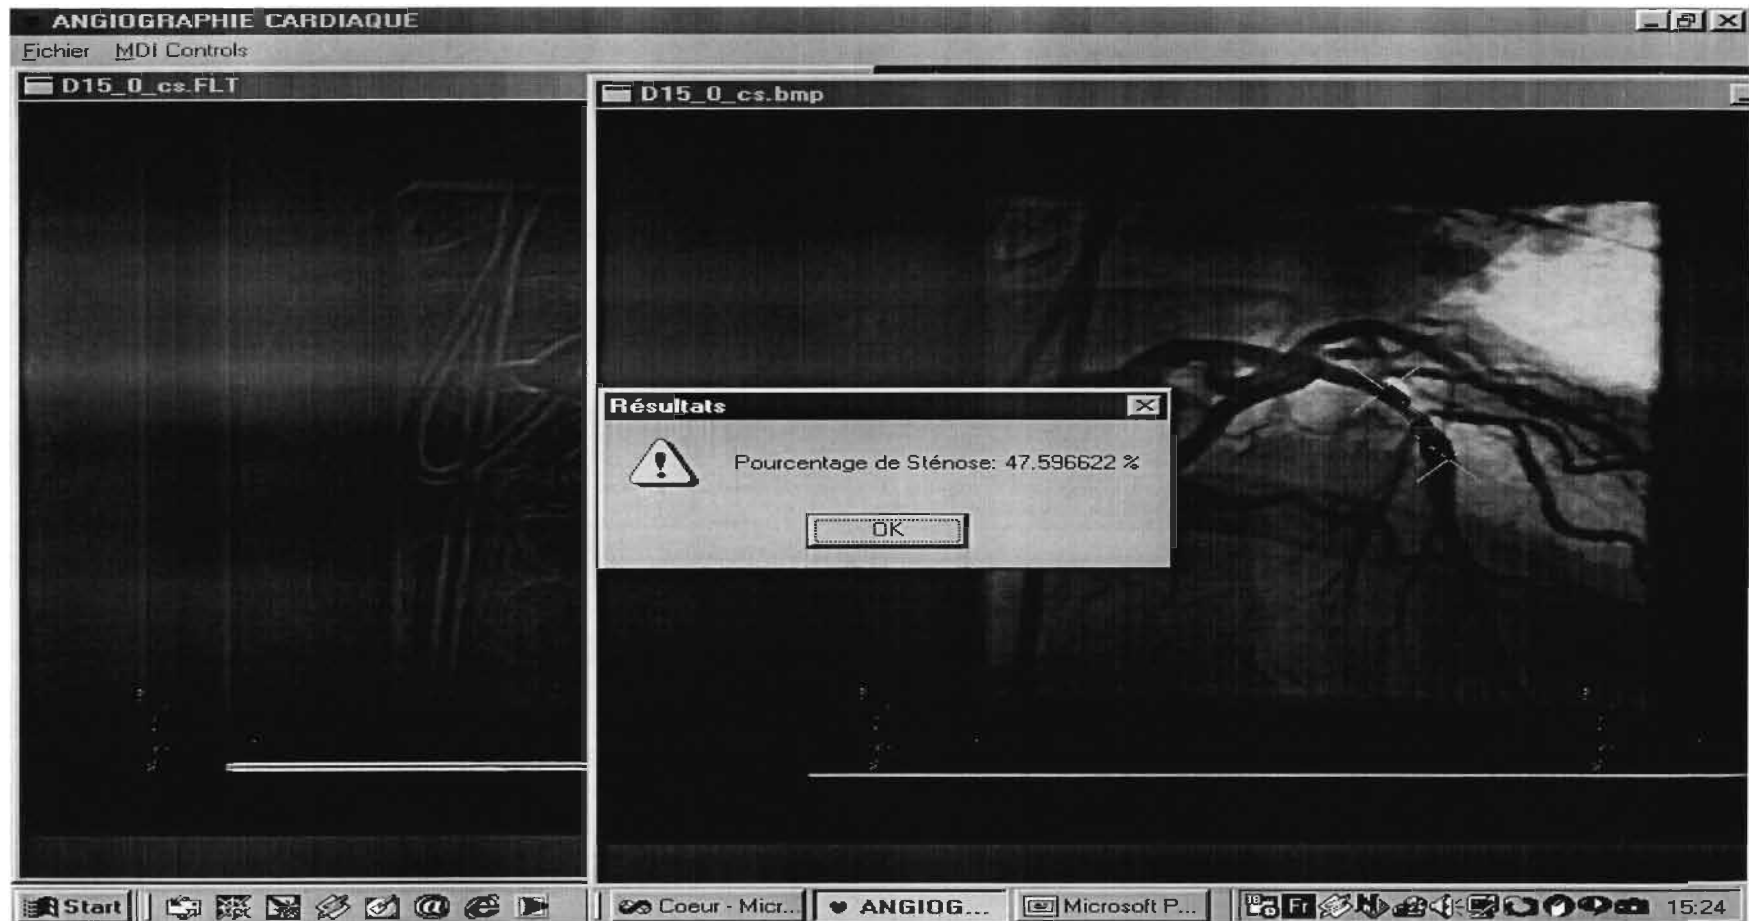 ANGIOGRAPHIE CARDIAQUE
Fichier MDI Controls
D15_0_cs.FLT
D15_0_cs.bmp
Résultats
Pourcentage de Sténose: 47.596622 %
OK
Start
Coeur - Micr...
ANGIOG...
Microsoft P...
Fr
15:24